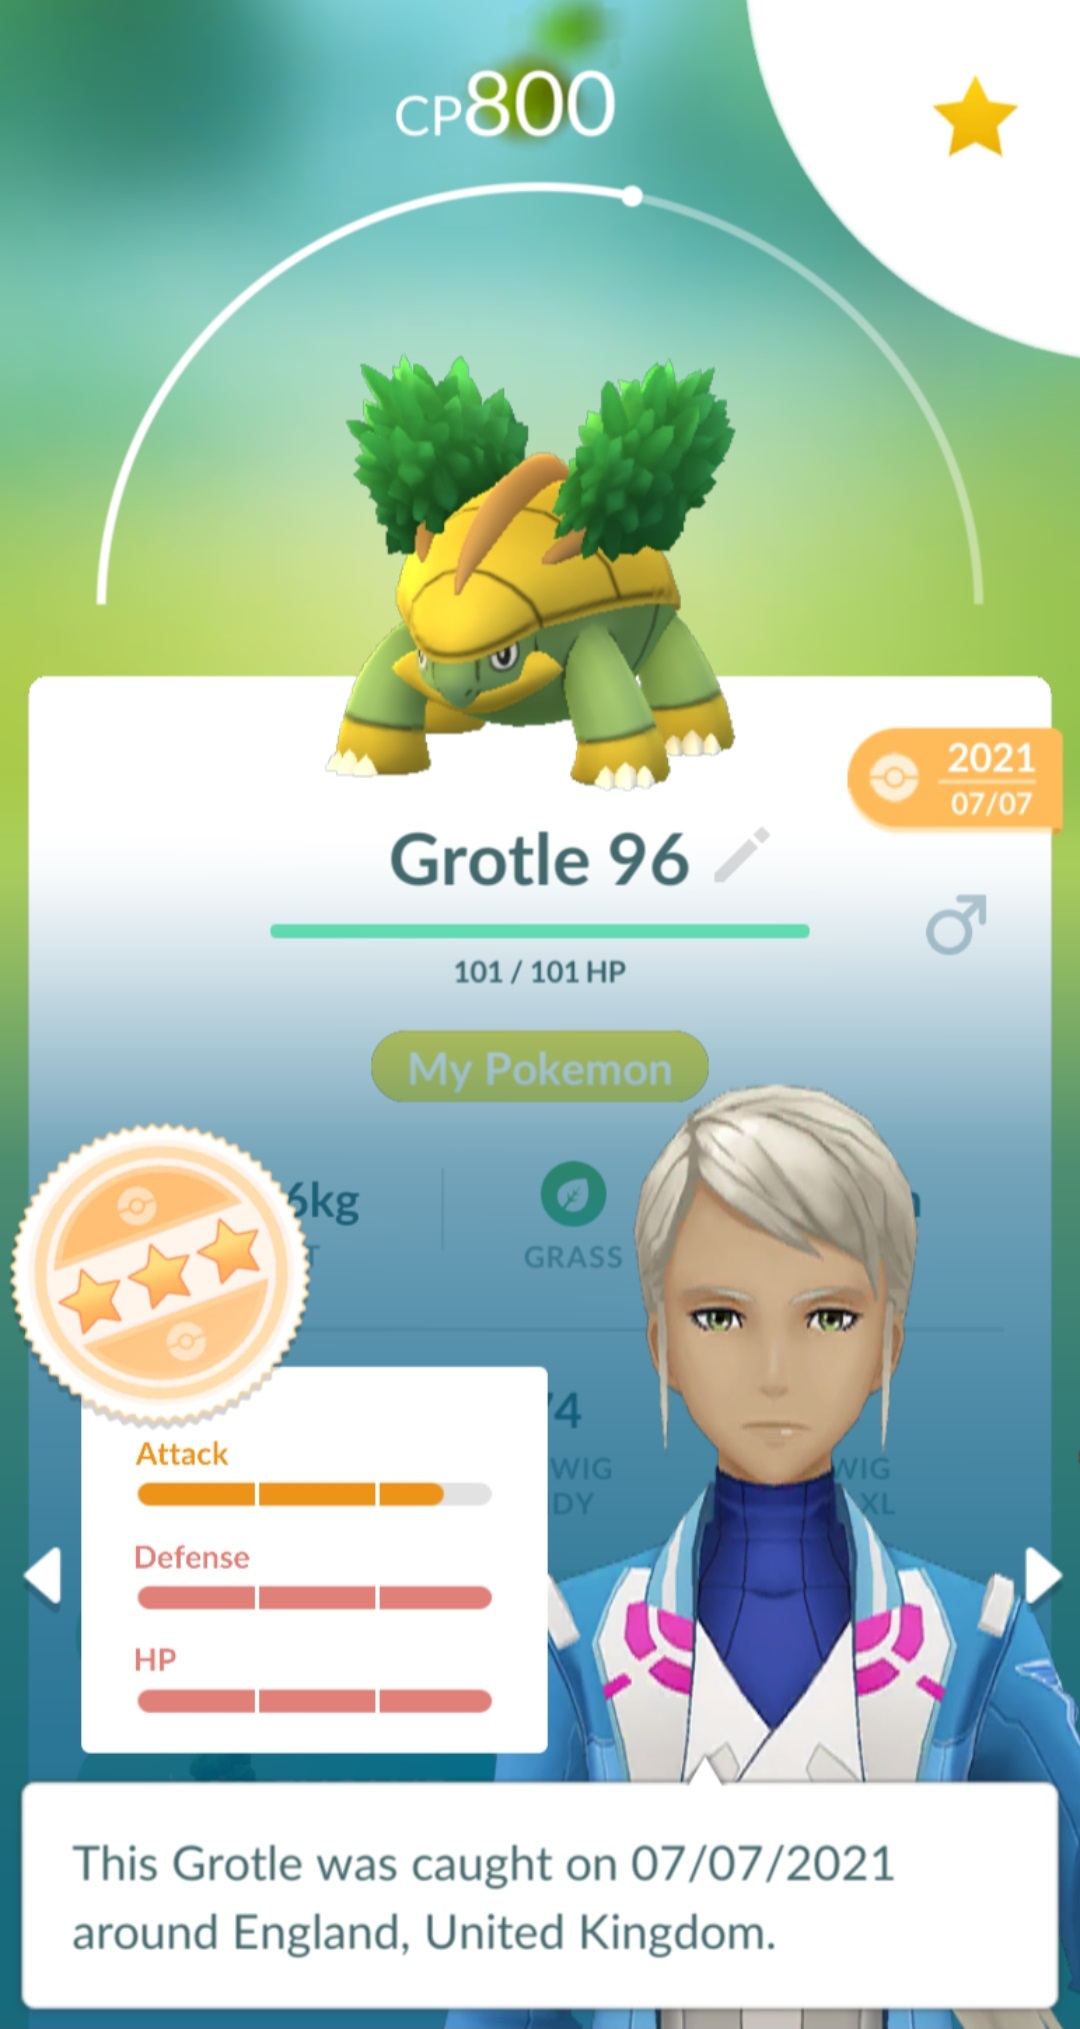 CP800
2021
07/07
Grotle 96
101 / 101 HP
My Pokemon
6kg
GRASS
74
WIG
WIG
DY
XL
Attack
Defense
HP
This Grotle was caught on 07/07/2021
around England, United Kingdom.